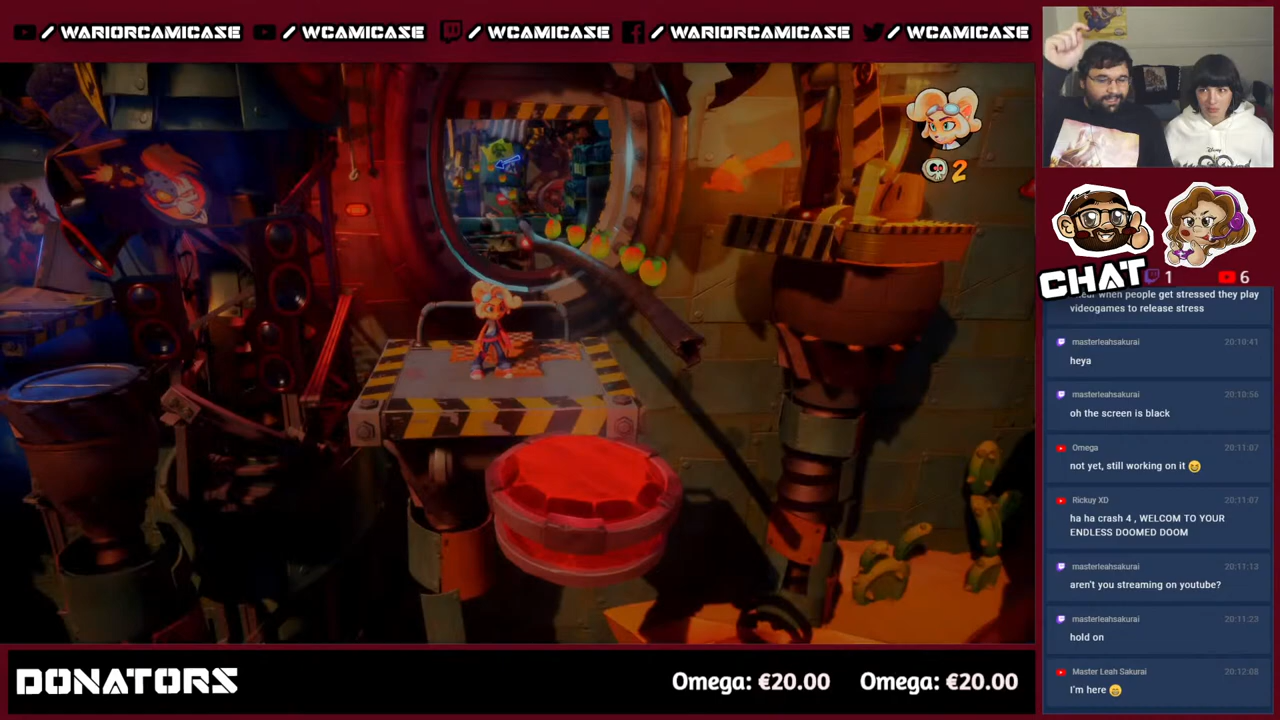 / WARIORCAMICASE / WCAMICASE / WCAMICASE / WARIORCAMICASE / WCAMICASE
2
Disney
CHAT 1 6
when people get stressed they play
videogames to release stress
masterleahsakurai 20:10:41
heya
masterleahsakurai 20:10:56
oh the screen is black
Omega 20:11:07
not yet, still working on it 😄
Rickuy XD 20:11:07
ha ha crash 4 , WELCOM TO YOUR
ENDLESS DOOMED DOOM
masterleahsakurai 20:11:13
aren't you streaming on youtube?
masterleahsakurai 20:11:23
hold on
Master Leah Sakurai 20:12:08
I'm here 😁
DONATORS Omega: €20.00 Omega: €20.00